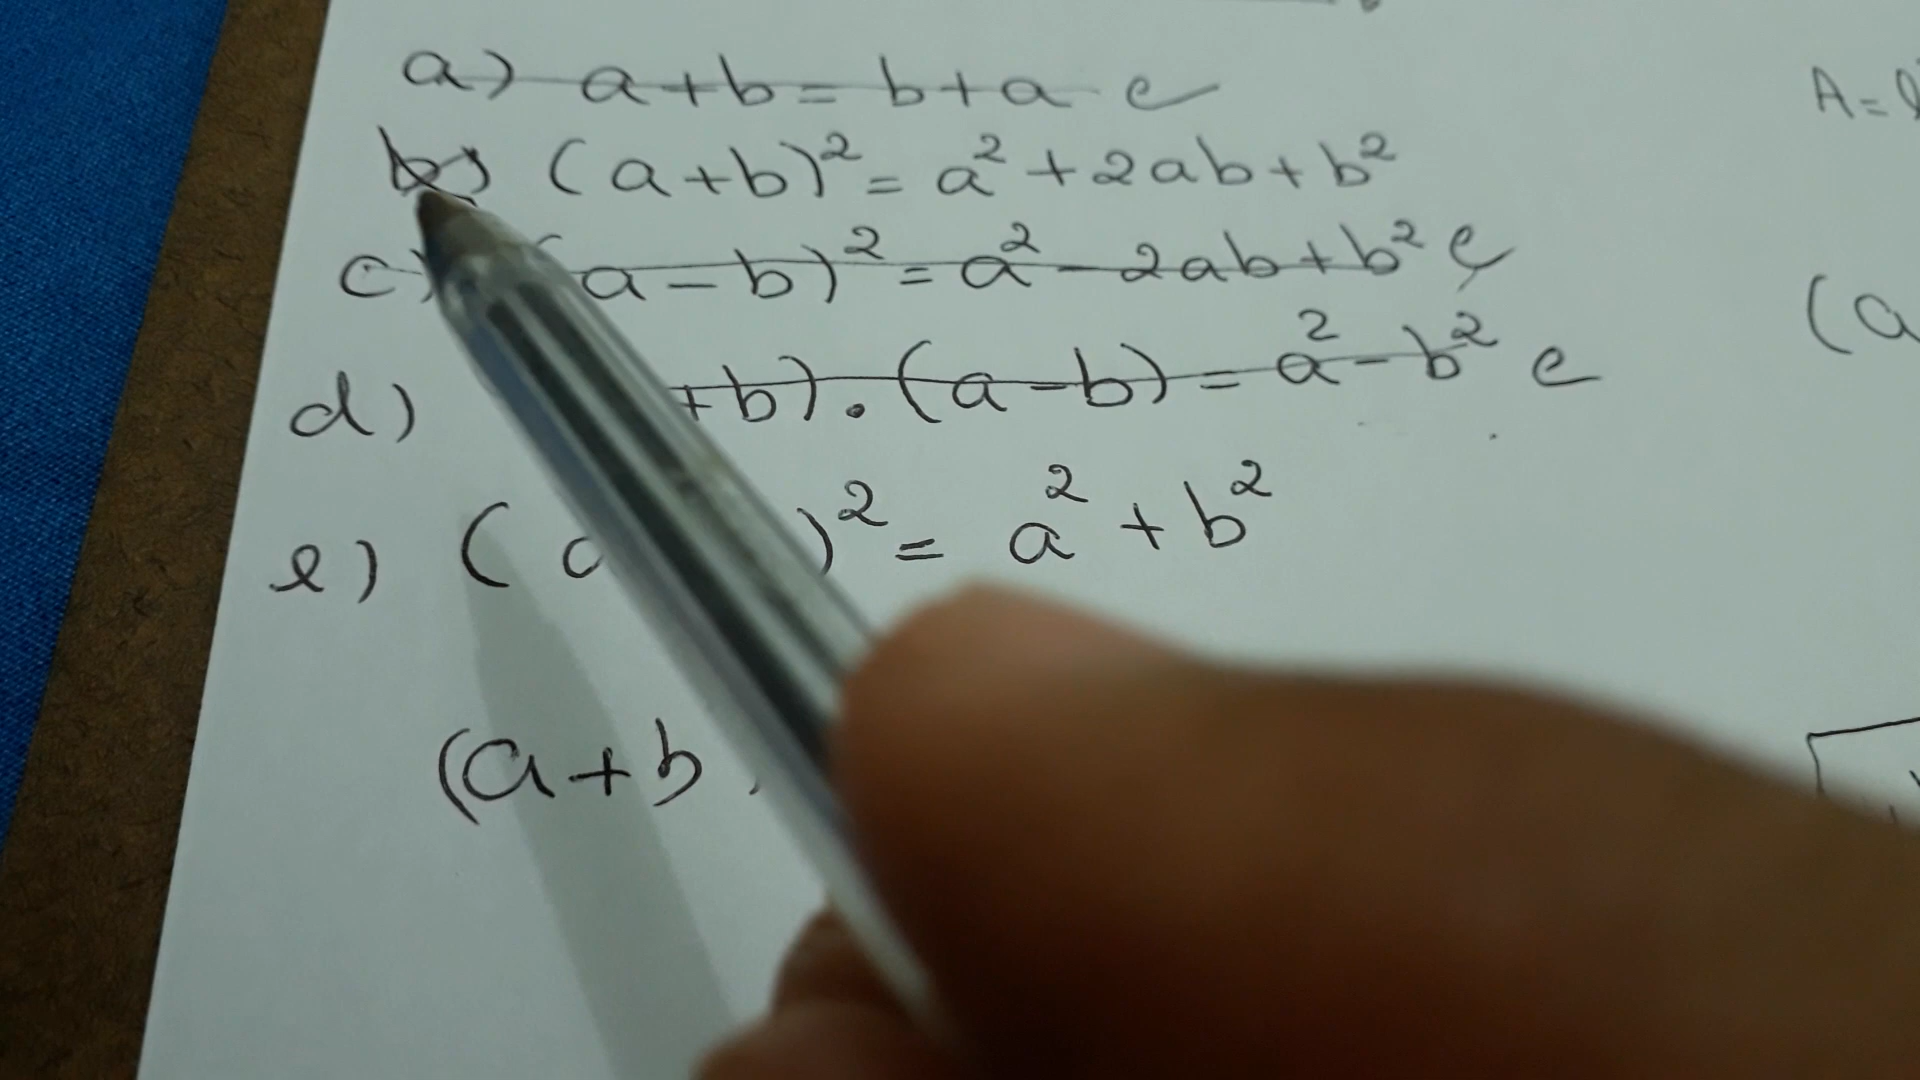 a) a+b=b+a e
b) (a+b)²=a²+2ab+b²
c) (a-b)²=a²-2ab+b² e
d) +b).(a-b)=a²-b² e
e) (a )²= a²+b²
(a+b
A=
(a